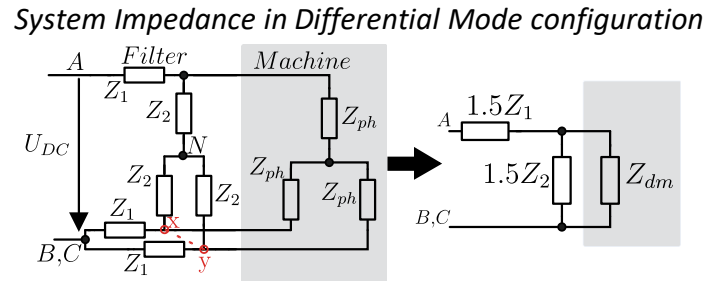 System Impedance in Differential Mode configuration
A Filter Machine
Z1
Z2
Zph
UDC
N
Z2 Z2 Zph Zph
Z1 x
B,C
Z1 y
A 1.5Z1
1.5Z2 Zdm
B,C